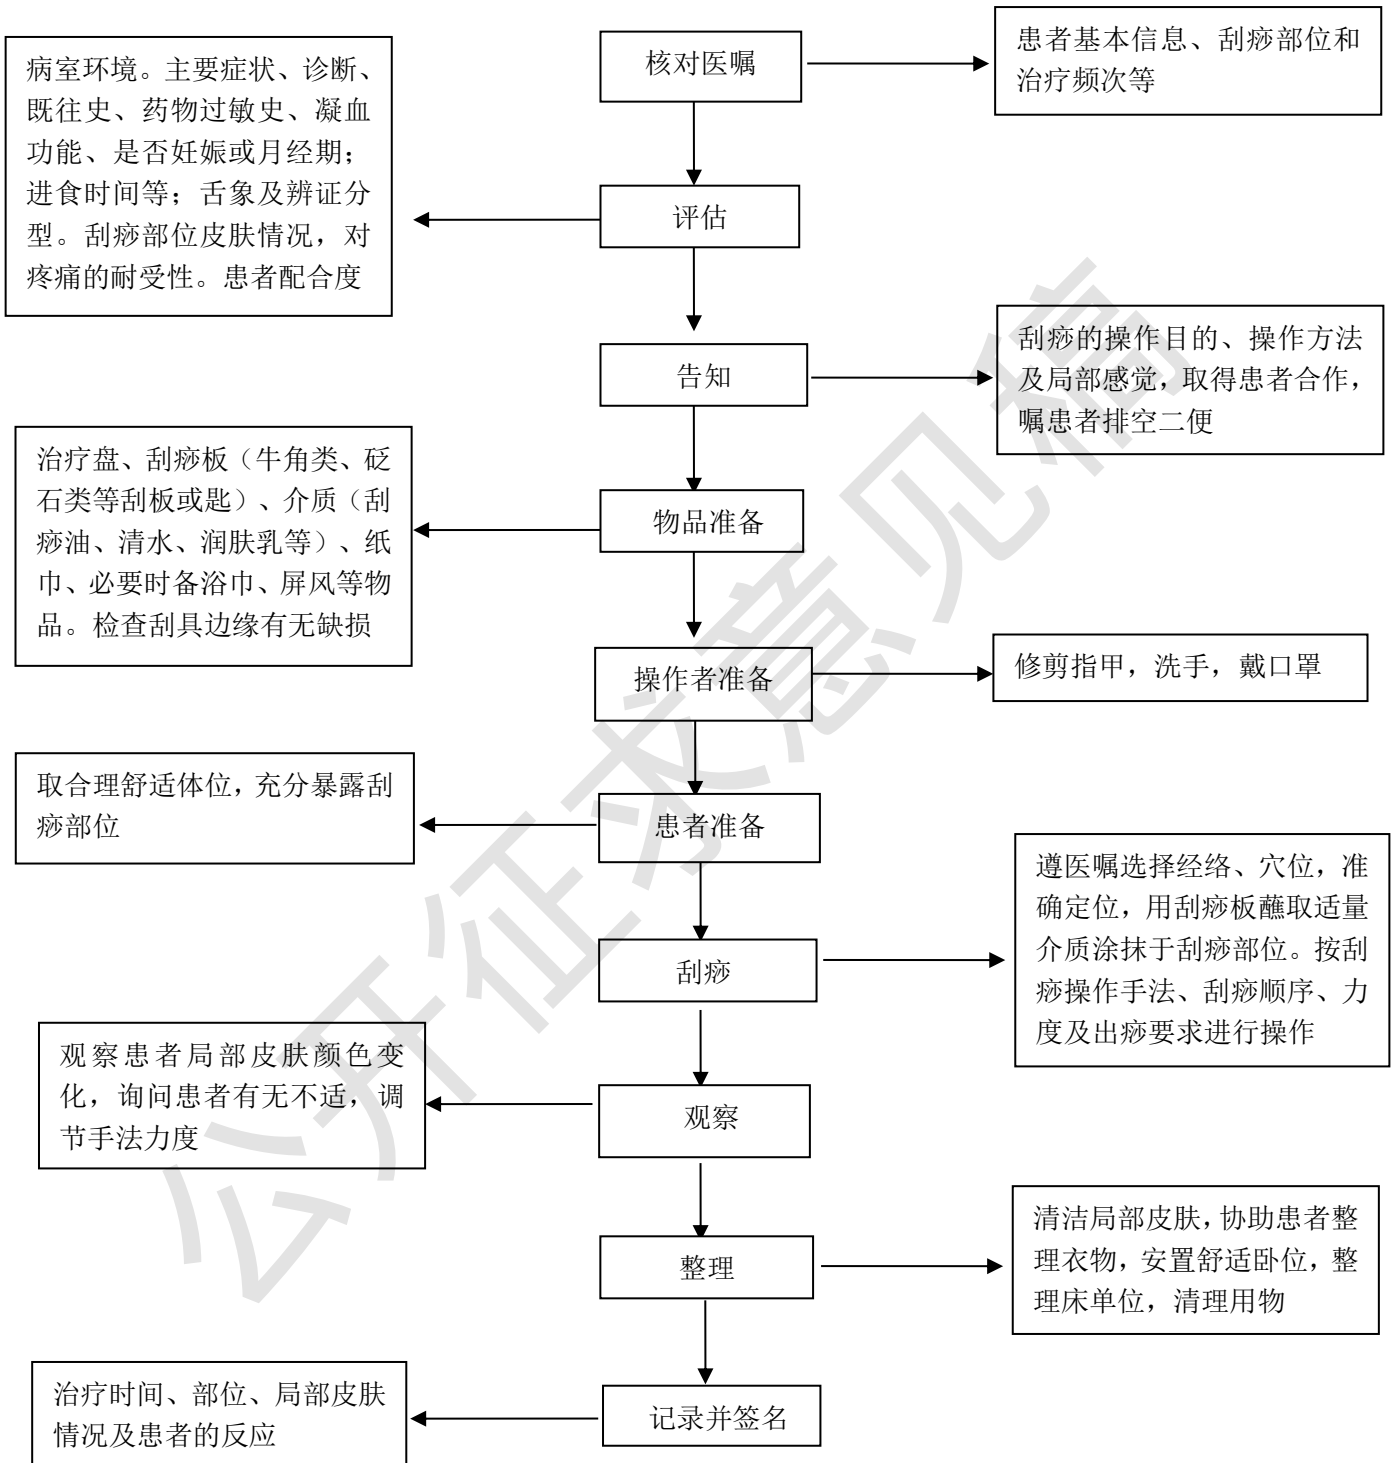 核对医嘱
患者基本信息、刮痧部位和
治疗频次等
病室环境。主要症状、诊断、
既往史、药物过敏史、凝血
功能、是否妊娠或月经期；
进食时间等；舌象及辨证分
型。刮痧部位皮肤情况，对
疼痛的耐受性。患者配合度
评估
告知
刮痧的操作目的、操作方法
及局部感觉，取得患者合作，
嘱患者排空二便
治疗盘、刮痧板（牛角类、砭
石类等刮板或匙）、介质（刮
痧油、清水、润肤乳等）、纸
巾、必要时备浴巾、屏风等物
品。检查刮具边缘有无缺损
物品准备
操作者准备
修剪指甲，洗手，戴口罩
取合理舒适体位，充分暴露刮
痧部位
患者准备
刮痧
遵医嘱选择经络、穴位，准
确定位，用刮痧板蘸取适量
介质涂抹于刮痧部位。按刮
痧操作手法、刮痧顺序、力
度及出痧要求进行操作
观察患者局部皮肤颜色变
化，询问患者有无不适，调
节手法力度
观察
整理
清洁局部皮肤，协助患者整
理衣物，安置舒适卧位，整
理床单位，清理用物
治疗时间、部位、局部皮肤
情况及患者的反应
记录并签名
公开征求意见稿